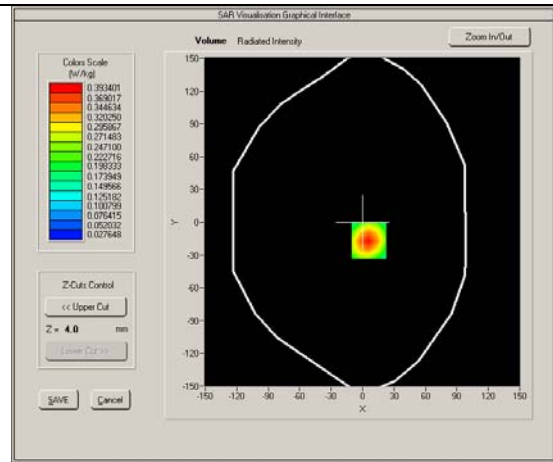 SAR Visualisation Graphical Interface
Volume Radiated Intensity
Zoom In/Out
Colors Scale
(W/kg)
0.393401
0.369017
0.344634
0.320250
0.295867
0.271483
0.247100
0.222716
0.198333
0.173949
0.149566
0.125182
0.100799
0.076415
0.052032
0.027648
Z-Cuts Control
<< Upper Cut
Z = 4.0 mm
Lower Cut >>
SAVE Cancel
150
120
90
60
30
0
-30
-60
-90
-120
-150
Y
-150 -120 -90 -60 -30 0 30 60 90 120 150
X